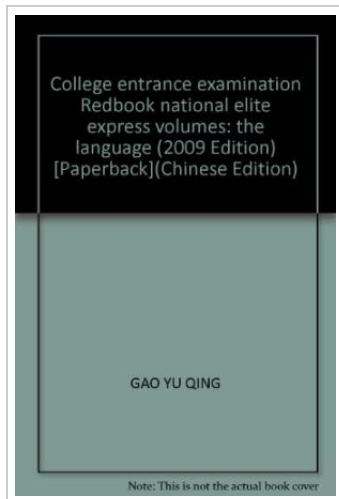 College entrance examination
Redbook national elite
express volumes: the
language (2009 Edition)
[Paperback](Chinese Edition)
GAO YU QING
Note: This is not the actual book cover